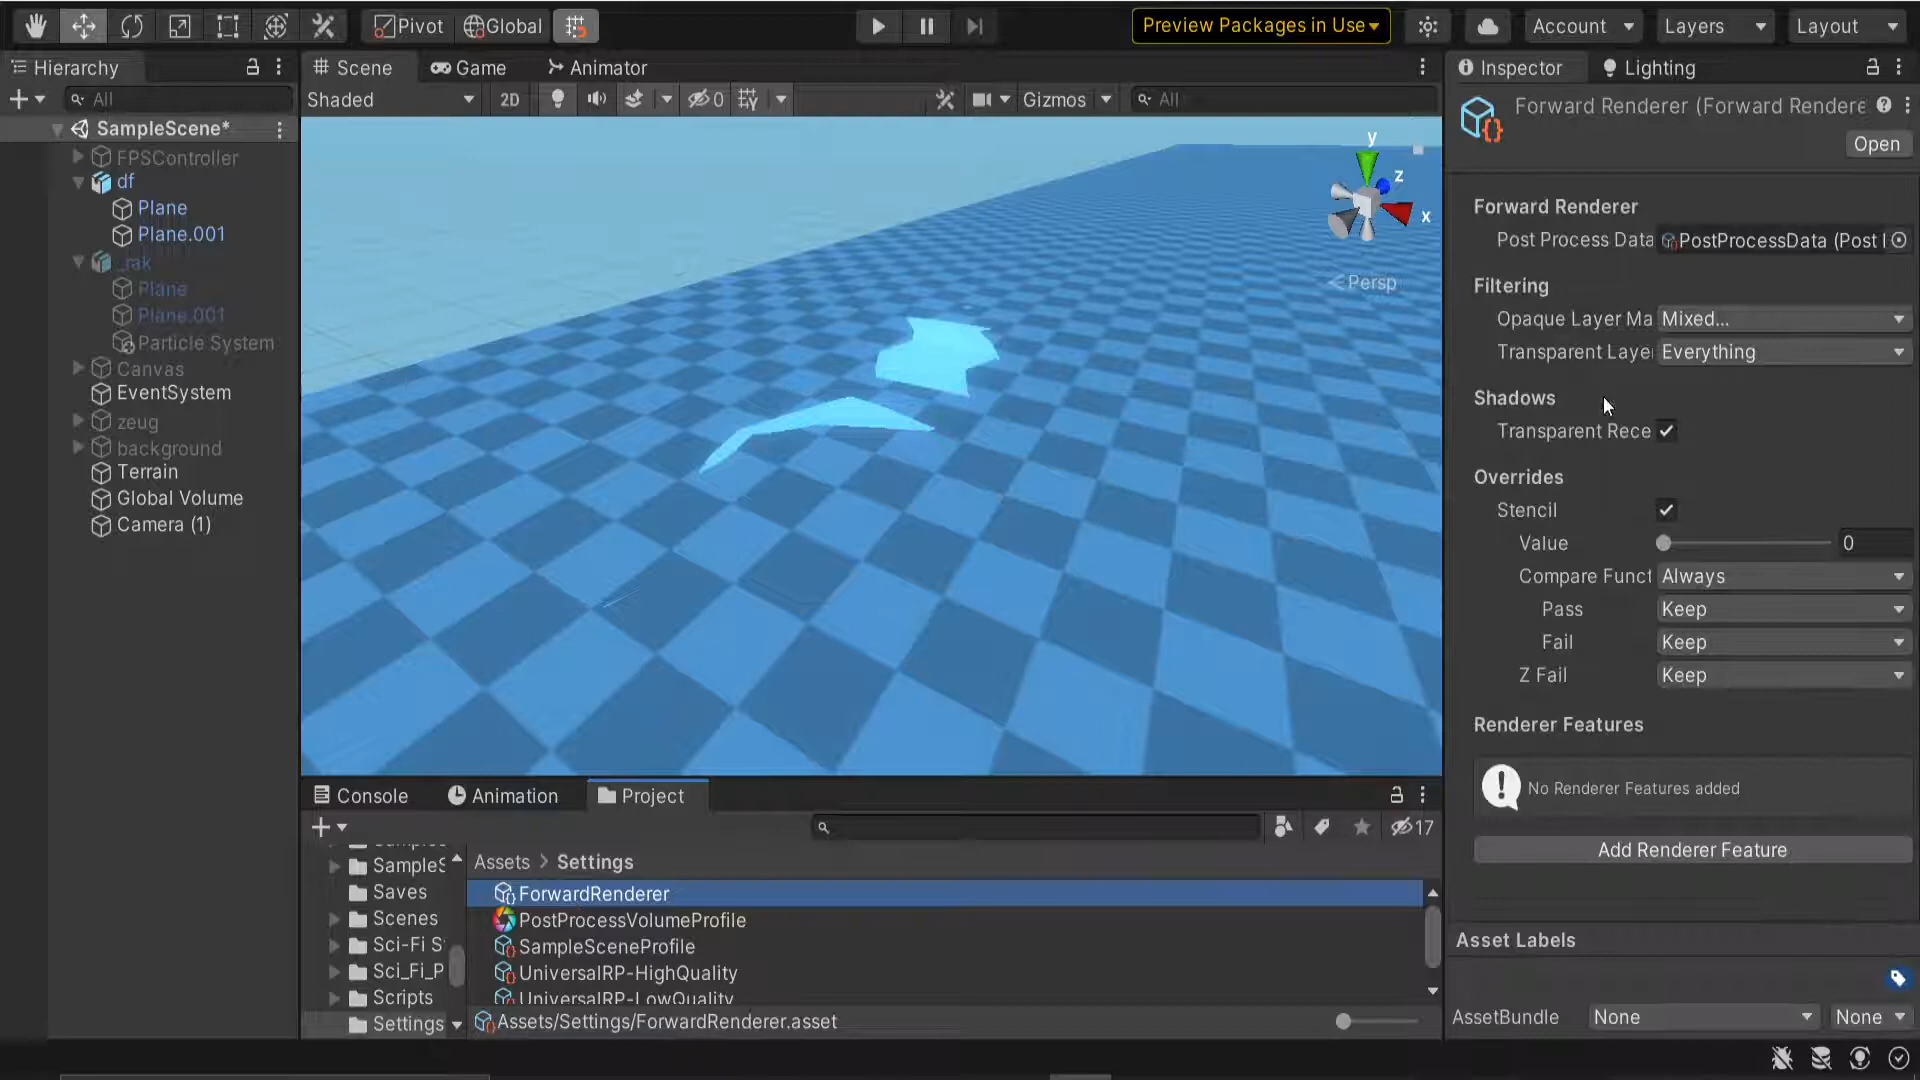 Pivot Global Preview Packages in Use Account Layers Layout
Hierarchy
All
SampleScene*
FPSController
df
Plane
Plane.001
_rak
Plane
Plane.001
Particle System
Canvas
EventSystem
zeug
background
Terrain
Global Volume
Camera (1)
Scene Game Animator
Shaded 2D 0 Gizmos All
y
z
x
Persp
Console Animation Project
17
SampleS
Saves
Scenes
Sci-Fi S
Sci_Fi_P
Scripts
Settings
Assets > Settings
ForwardRenderer
PostProcessVolumeProfile
SampleSceneProfile
UniversalRP-HighQuality
UniversalRP-LowQuality
Assets/Settings/ForwardRenderer.asset
Inspector Lighting
Forward Renderer (Forward Rendere
Open
Forward Renderer
Post Process Data PostProcessData (Post
Filtering
Opaque Layer Ma Mixed...
Transparent Laye Everything
Shadows
Transparent Rece
Overrides
Stencil
Value 0
Compare Funct Always
Pass Keep
Fail Keep
Z Fail Keep
Renderer Features
No Renderer Features added
Add Renderer Feature
Asset Labels
AssetBundle None None